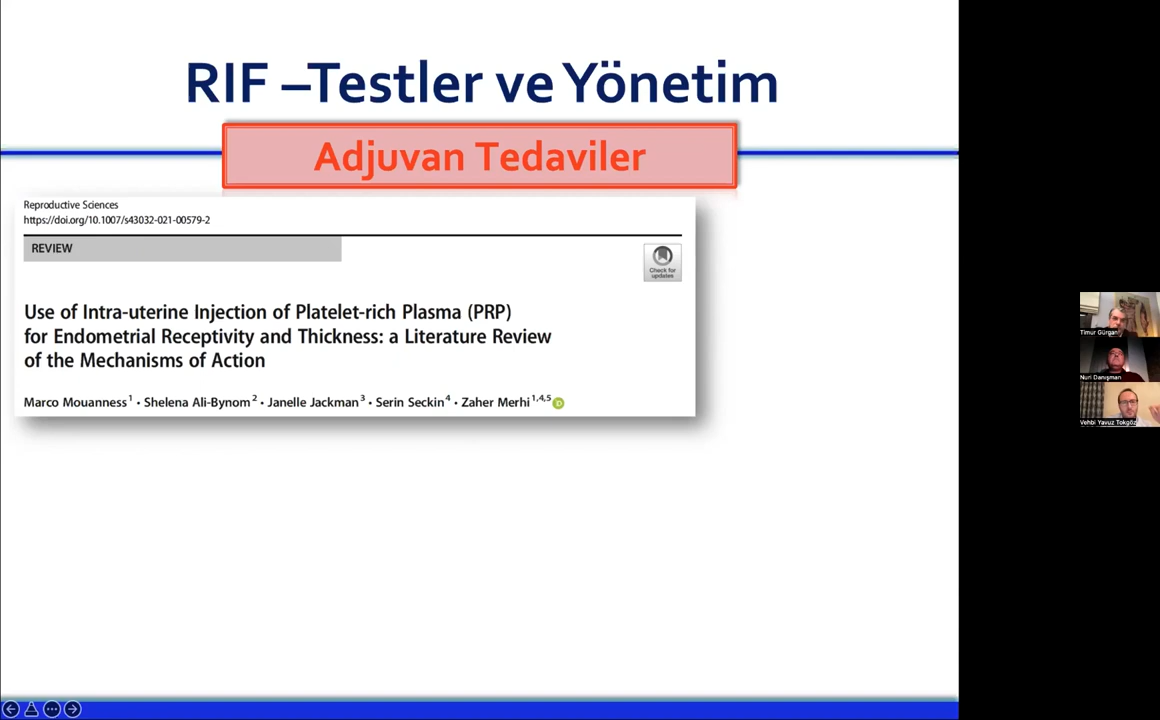 RIF –Testler ve Yönetim
Adjuvan Tedaviler
Reproductive Sciences
https://doi.org/10.1007/s43032-021-00579-2
REVIEW
Check for
updates
Use of Intra-uterine Injection of Platelet-rich Plasma (PRP)
for Endometrial Receptivity and Thickness: a Literature Review
of the Mechanisms of Action
Marco Mouanness1 · Shelena Ali-Bynom2 · Janelle Jackman3 · Serin Seckin4 · Zaher Merhi1,4,5
Timur Gürgan
Nuri Danışman
Vehbi Yavuz Tokgöz